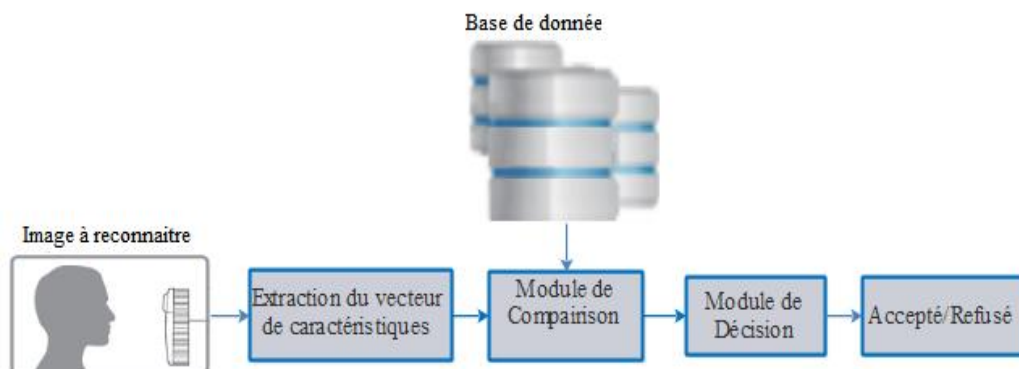 Base de donnée
Image à reconnaitre
Extraction du vecteur
de caractéristiques
Module de
Compairison
Module de
Décision
Accepté/Refusé